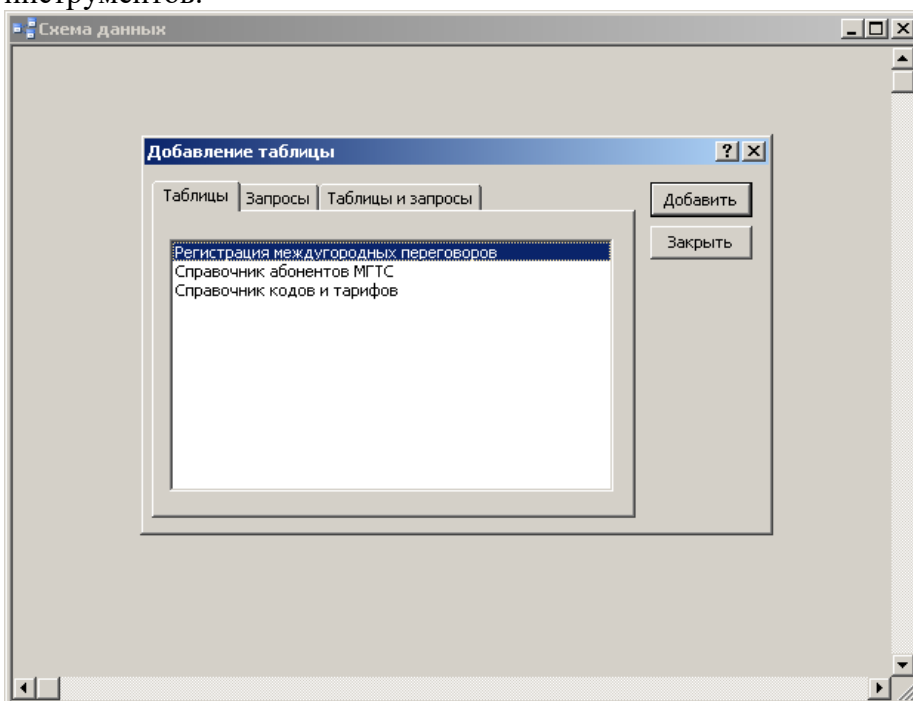 инструментов.
Схема данных
Добавление таблицы
Таблицы Запросы Таблицы и запросы
Добавить
Закрыть
Регистрация междугородных переговоров
Справочник абонентов МГТС
Справочник кодов и тарифов